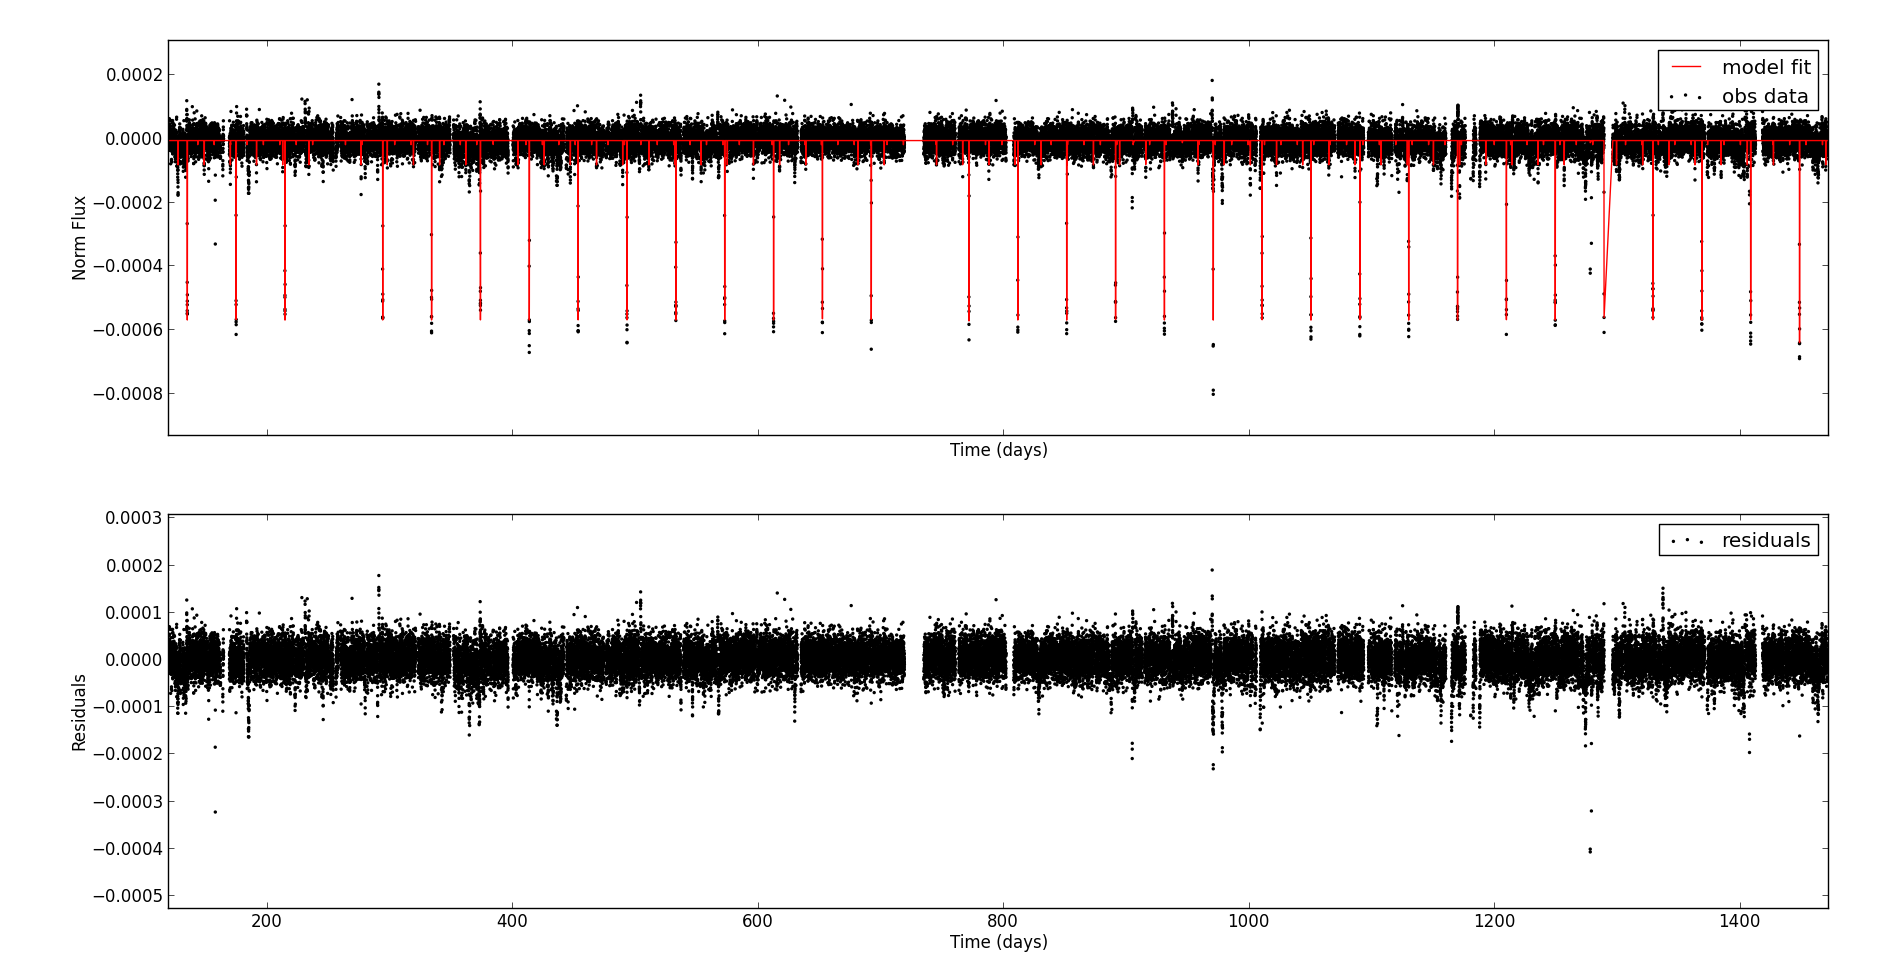 0.0002
0.0000
−0.0002
−0.0004
−0.0006
−0.0008
Norm Flux
model fit
obs data
Time (days)
0.0003
0.0002
0.0001
0.0000
−0.0001
−0.0002
−0.0003
−0.0004
−0.0005
Residuals
residuals
200 400 600 800 1000 1200 1400
Time (days)